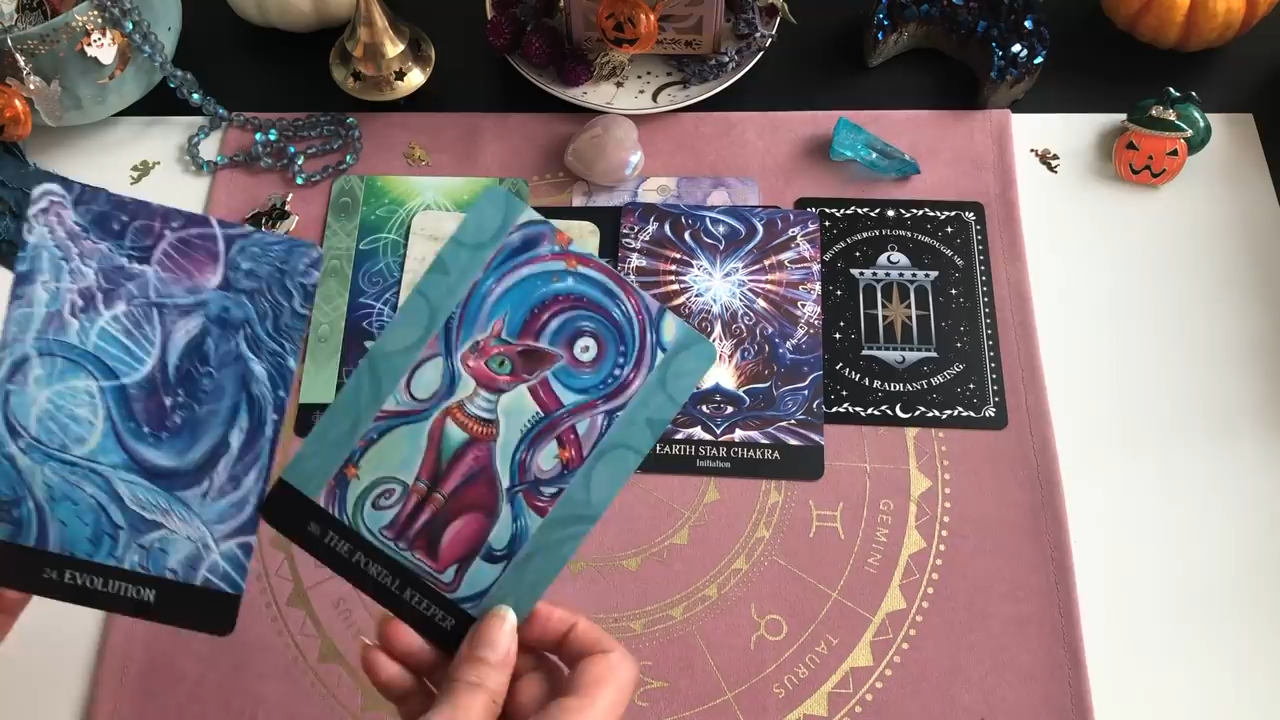 DIVINE ENERGY FLOWS THROUGH ME
I AM A RADIANT BEING.
EARTH STAR CHAKRA
Initiation
24. EVOLUTION
THE PORTAL KEEPER
GEMINI
TAURUS